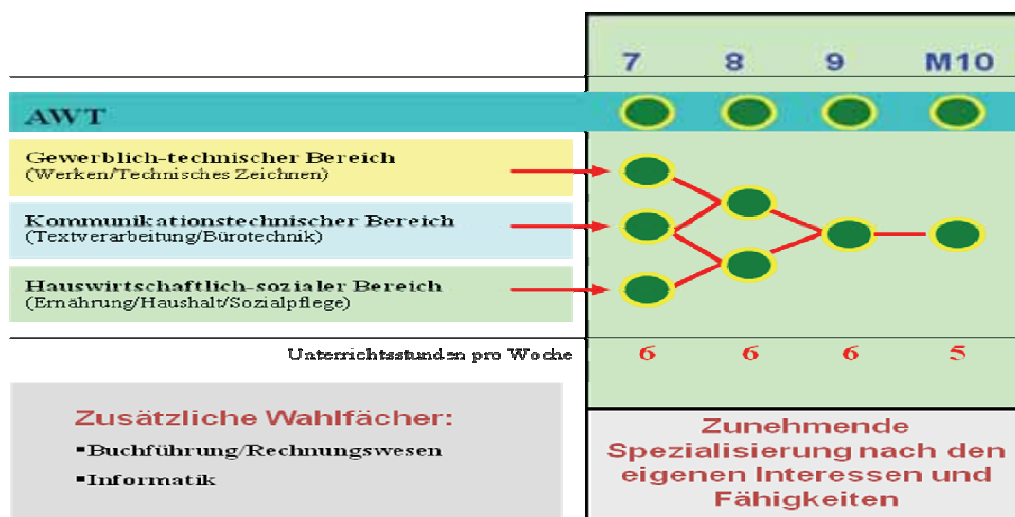 7 8 9 M10
AWT
Gewerblich-technischer Bereich
(Werken/Technisches Zeichnen)
Kommunikationstechnischer Bereich
(Textverarbeitung/Bürotechnik)
Hauswirtschaftlich-sozialer Bereich
(Ernährung/Haushalt/Sozialpflege)
Unterrichtsstunden pro Woche 6 6 6 5
Zusätzliche Wahlfächer:
▪Buchführung/Rechnungswesen
▪Informatik
Zunehmende
Spezialisierung nach den
eigenen Interessen und
Fähigkeiten